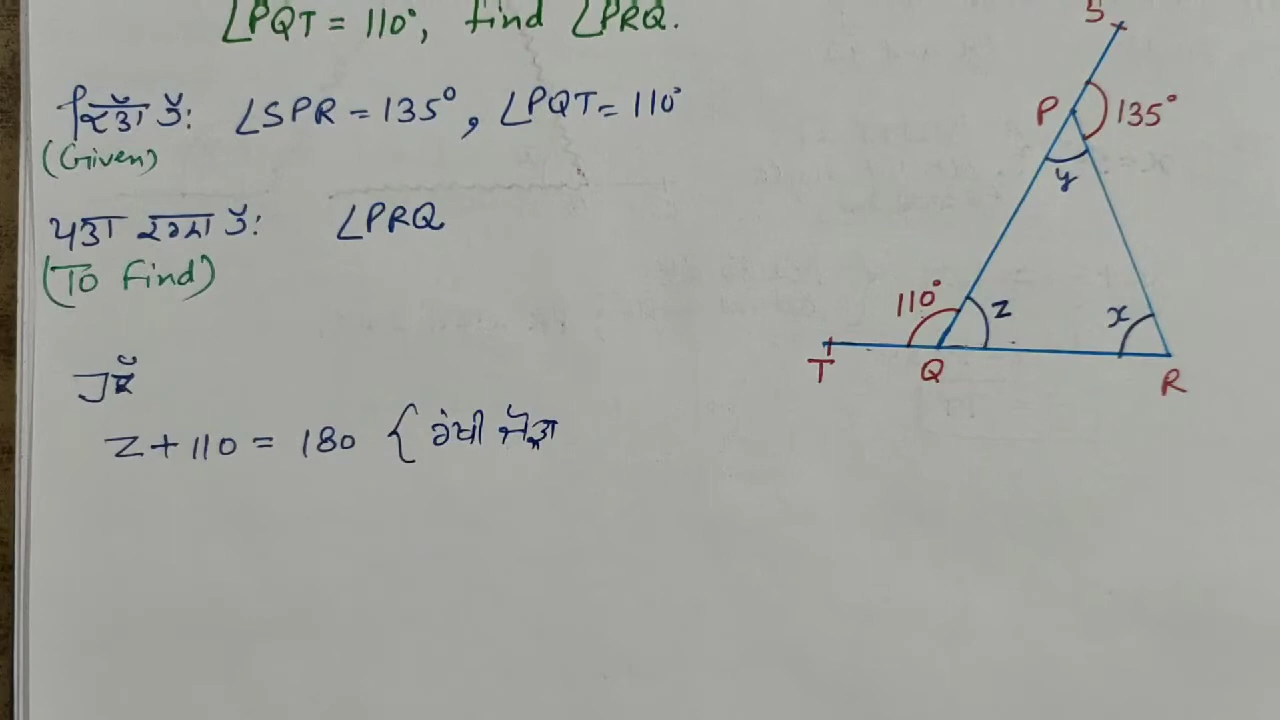 ∠PQT = 110°, find ∠PRQ.
ਦਿੱਤਾ ਹੈ: ∠SPR = 135°, ∠PQT = 110°
(Given)
ਪਤਾ ਕਰਨਾ ਹੈ: ∠PRQ
(To Find)
z + 110 = 180 { ਰੇਖੀ ਜੋੜਾ
S
P 135°
y
110° z x
T Q R